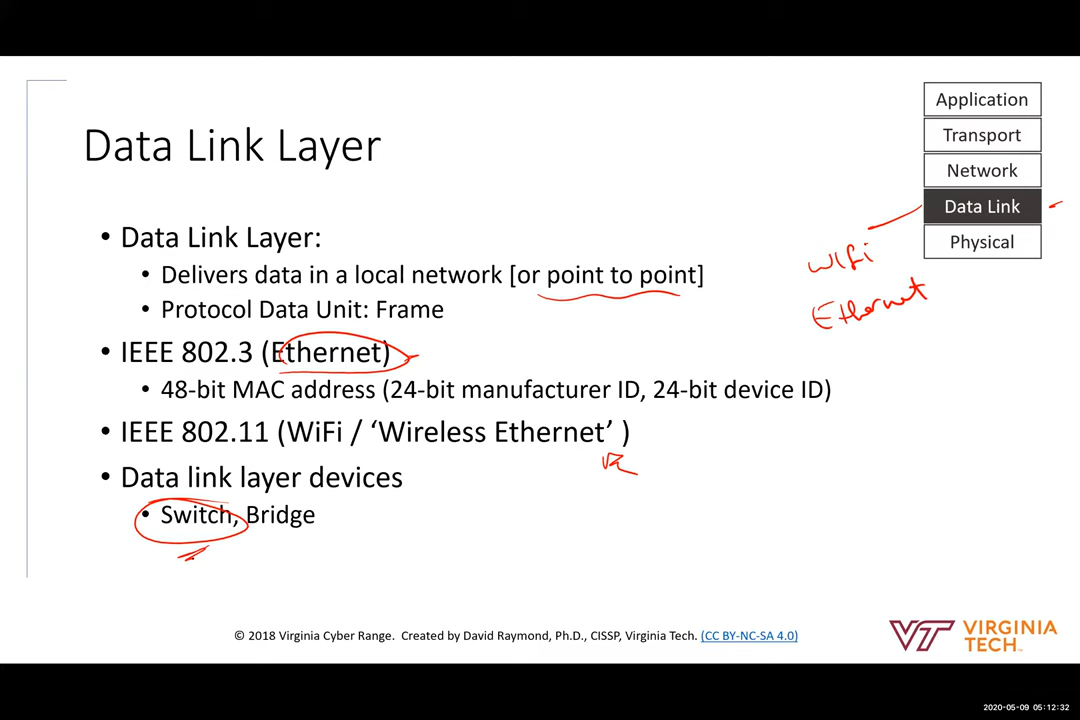 Application
Transport
Data Link Layer
Network
Data Link
• Data Link Layer:
Physical
WIFi
• Delivers data in a local network [or point to point]
Ethernet
• Protocol Data Unit: Frame
• IEEE 802.3 (Ethernet)
• 48-bit MAC address (24-bit manufacturer ID, 24-bit device ID)
• IEEE 802.11 (WiFi / ‘Wireless Ethernet’ )
• Data link layer devices
• Switch, Bridge
© 2018 Virginia Cyber Range. Created by David Raymond, Ph.D., CISSP, Virginia Tech. (CC BY-NC-SA 4.0)
VT VIRGINIA
TECH™
2020-05-09 05:12:32